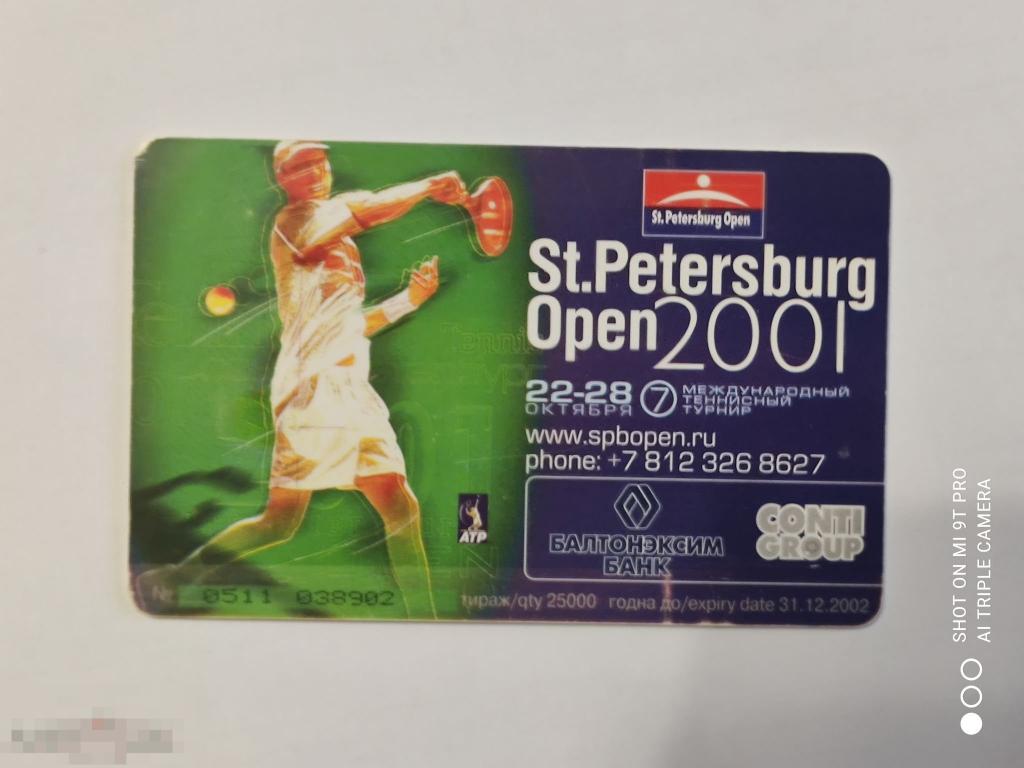 St. Petersburg Open
St.Petersburg
Open 2001
22-28
ОКТЯБРЯ
7
МЕЖДУНАРОДНЫЙ
ТЕННИСНЫЙ
ТУРНИР
www.spbopen.ru
phone: +7 812 326 8627
ATP
БАЛТОНЭКСИМ
БАНК
CONTI
GROUP
№ 0511 038902
тираж/qty 25000 годна до/expiry date 31.12.2002
SHOT ON MI 9T PRO
AI TRIPLE CAMERA